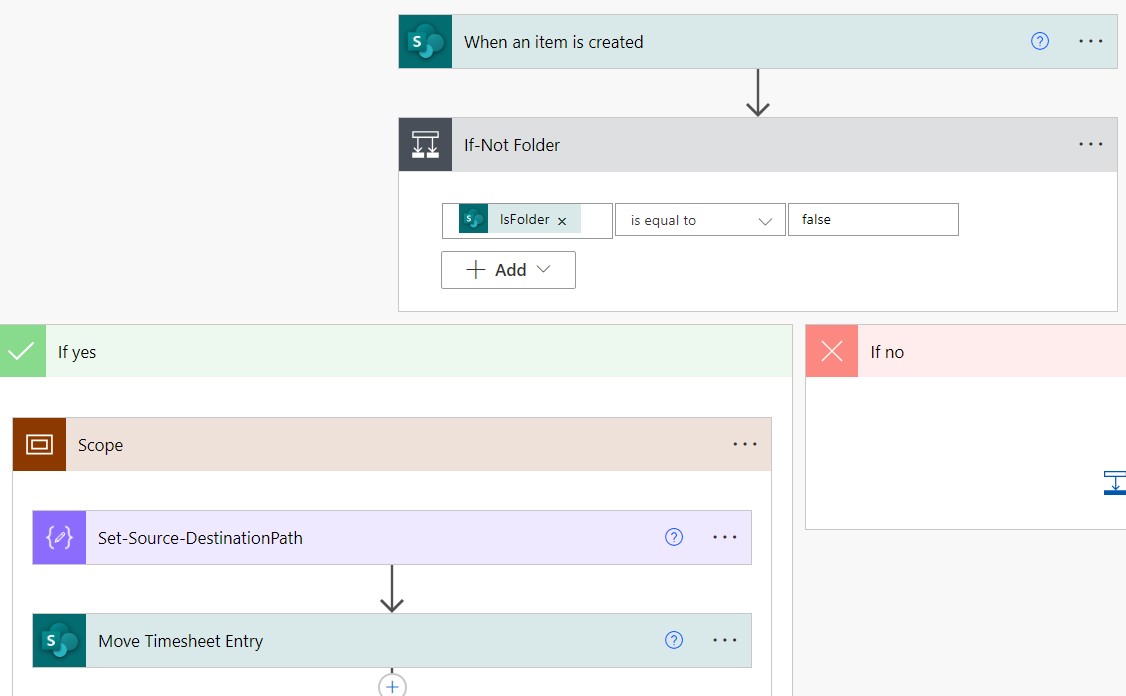 When an item is created
If-Not Folder
IsFolder is equal to false
Add
If yes
If no
Scope
Set-Source-DestinationPath
Move Timesheet Entry